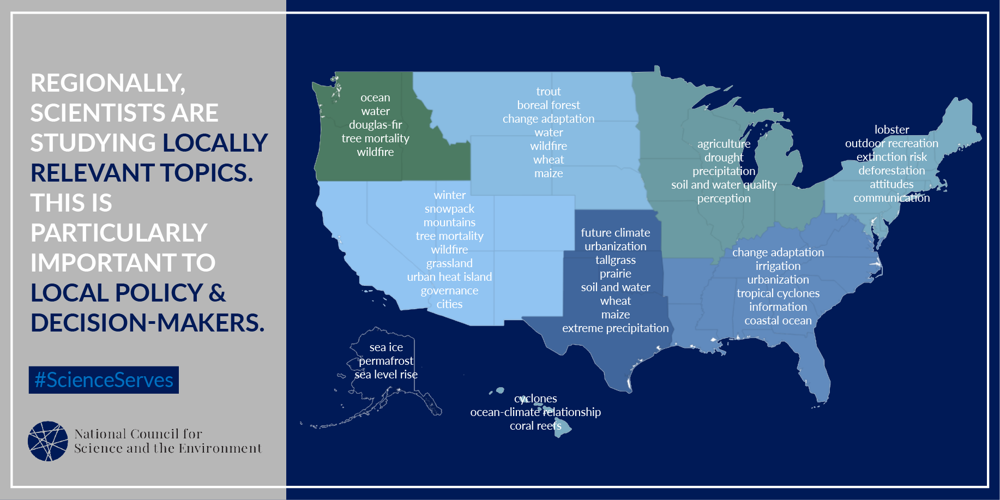 REGIONALLY,
SCIENTISTS ARE
STUDYING LOCALLY
RELEVANT TOPICS.
THIS IS
PARTICULARLY
IMPORTANT TO
LOCAL POLICY &
DECISION-MAKERS.
#ScienceServes
National Council for
Science and the Environment
ocean
water
douglas-fir
tree mortality
wildfire
trout
boreal forest
change adaptation
water
wildfire
wheat
maize
agriculture
drought
precipitation
soil and water quality
perception
lobster
outdoor recreation
extinction risk
deforestation
attitudes
communication
winter
snowpack
mountains
tree mortality
wildfire
grassland
urban heat island
governance
cities
future climate
urbanization
tallgrass
prairie
soil and water
wheat
maize
extreme precipitation
change adaptation
irrigation
urbanization
tropical cyclones
information
coastal ocean
sea ice
permafrost
sea level rise
cyclones
ocean-climate relationship
coral reefs